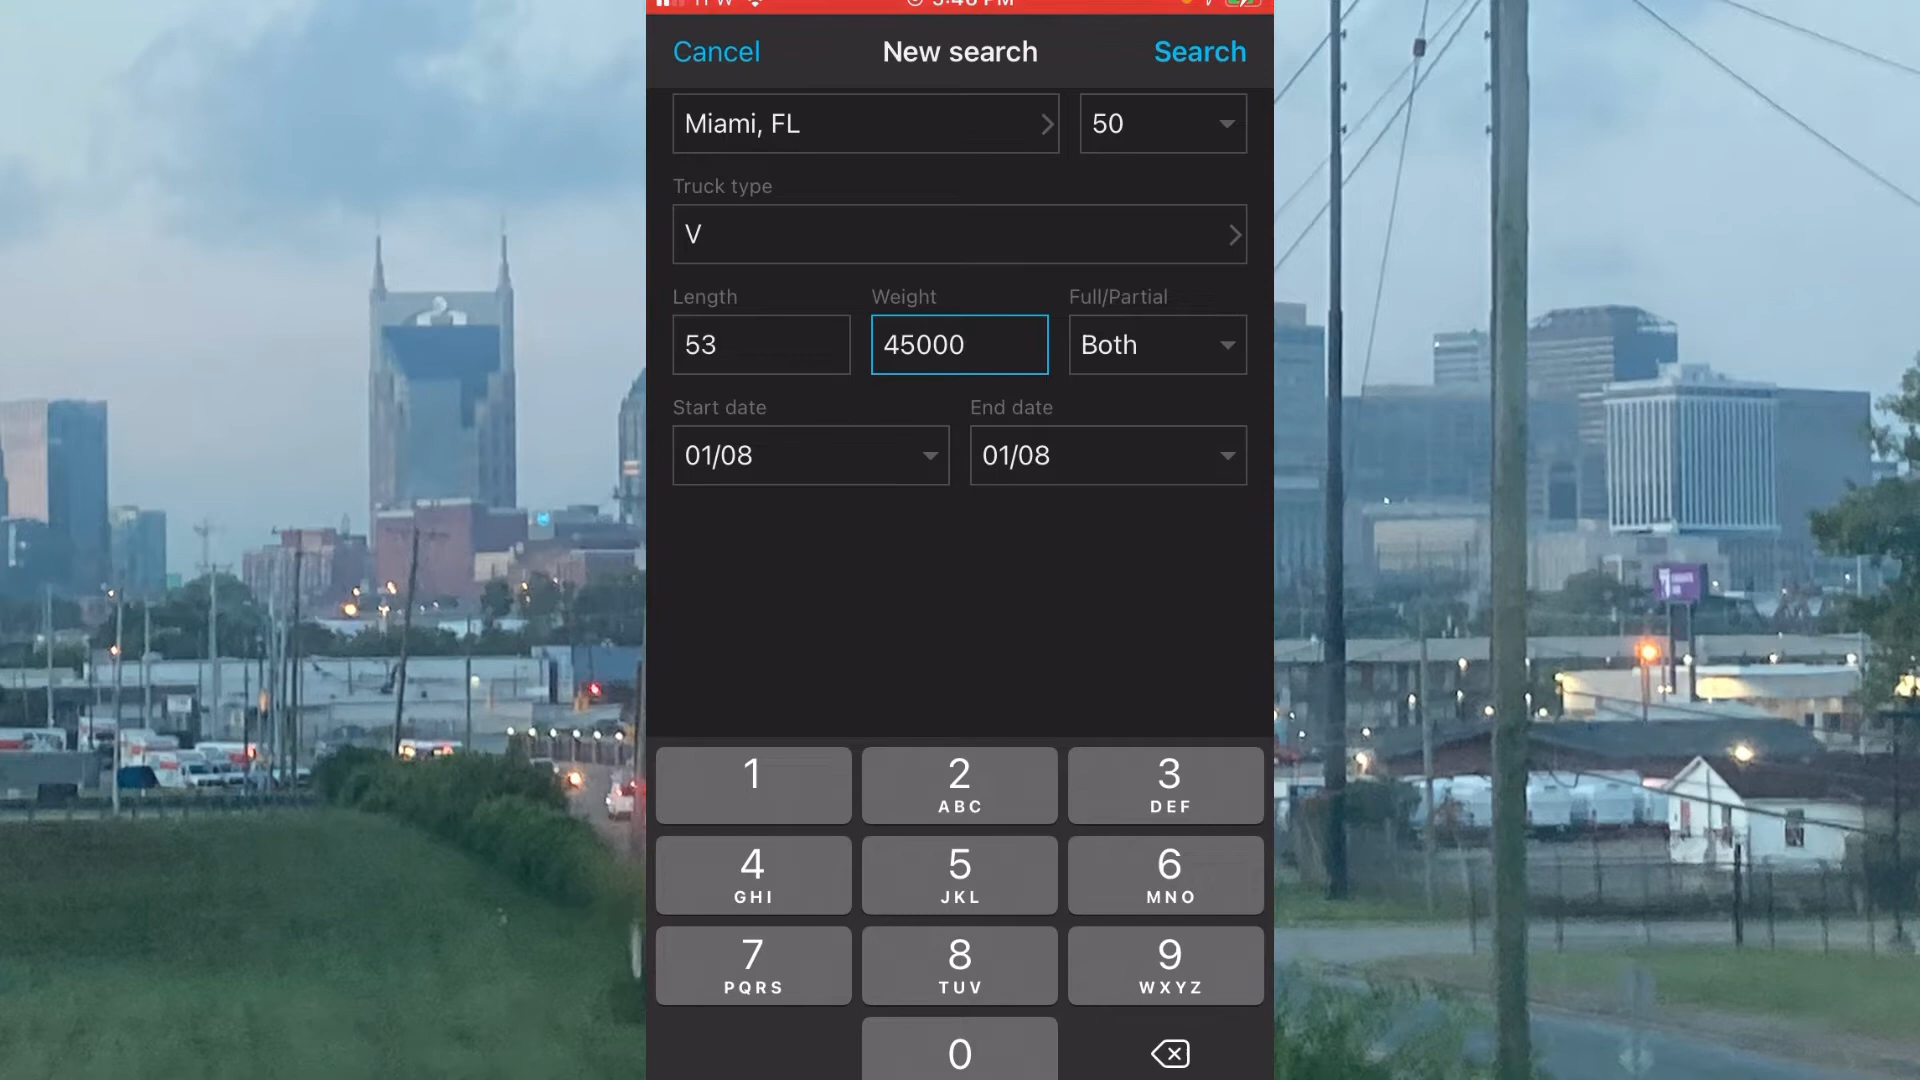 Cancel New search Search
Miami, FL 50
Truck type
V
Length Weight Full/Partial
53 45000 Both
Start date End date
01/08 01/08
1 2 3
ABC DEF
4 5 6
GHI JKL MNO
7 8 9
PQRS TUV WXYZ
0